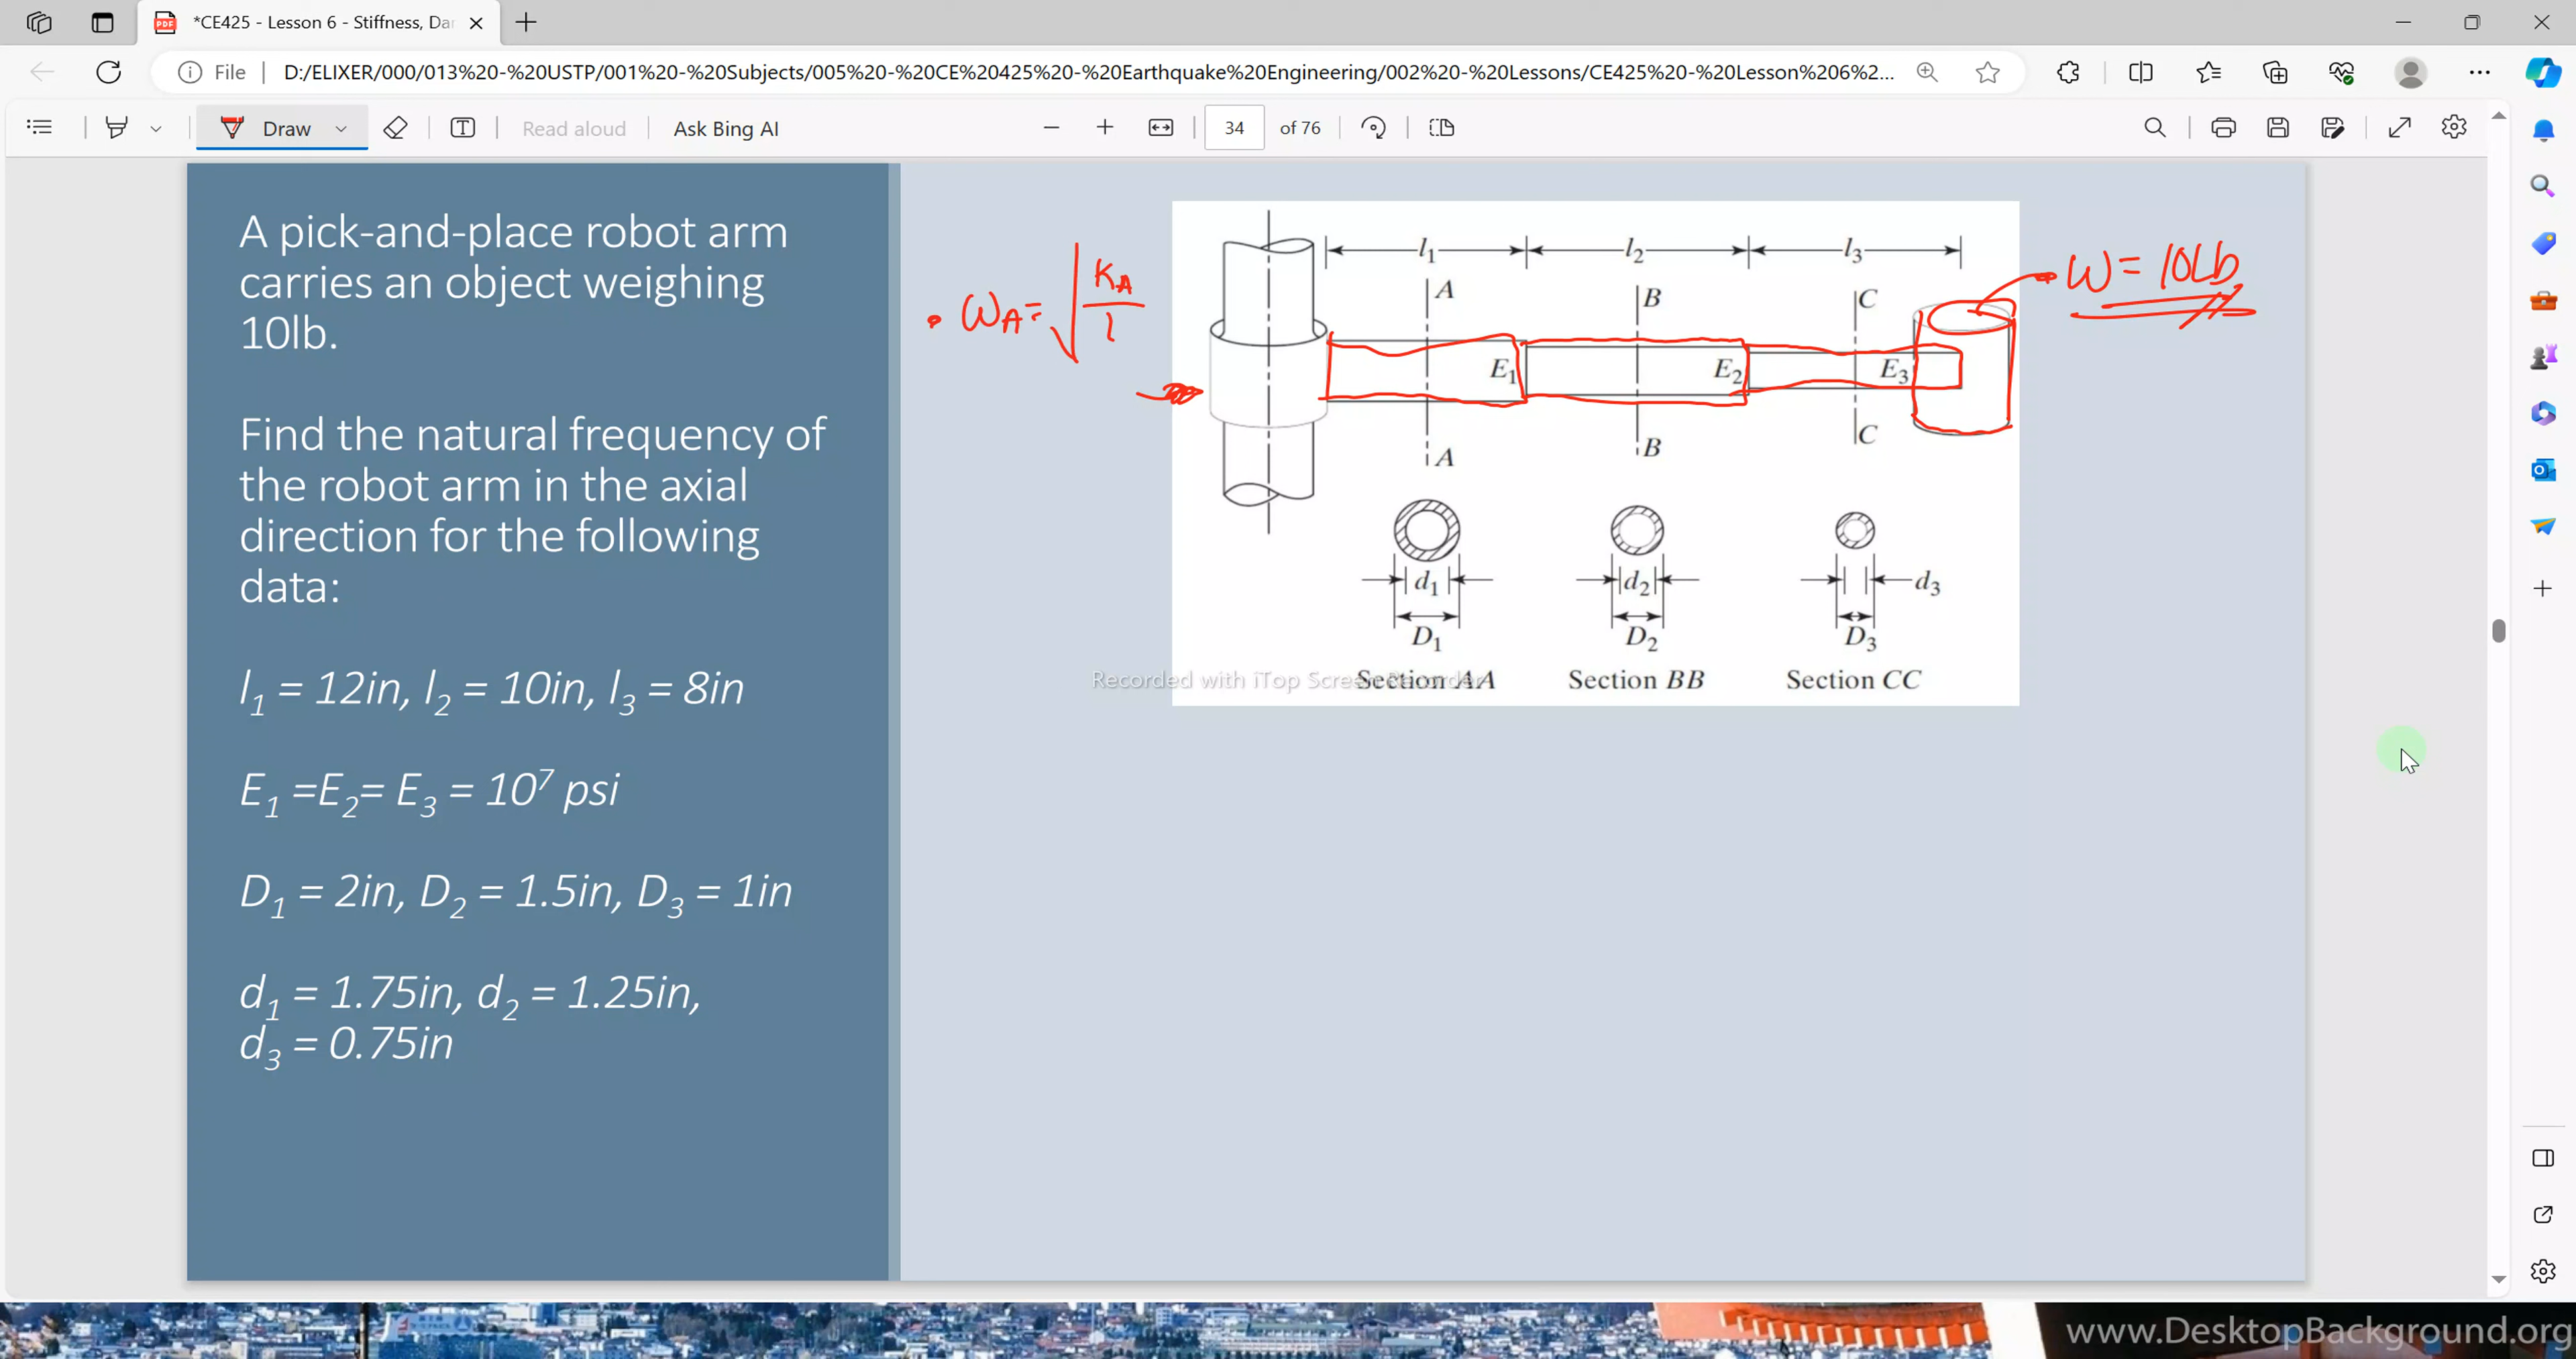 *CE425 - Lesson 6 - Stiffness, Da
File
D:/ELIXER/000/013%20-%20USTP/001%20-%20Subjects/005%20-%20CE%20425%20-%20Earthquake%20Engineering/002%20-%20Lessons/CE425%20-%20Lesson%206%2...
Draw
Read aloud
Ask Bing AI
34 of 76
A pick-and-place robot arm
carries an object weighing
10lb.
Find the natural frequency of
the robot arm in the axial
direction for the following
data:
l1 = 12in, l2 = 10in, l3 = 8in
E1 =E2= E3 = 10^7 psi
D1 = 2in, D2 = 1.5in, D3 = 1in
d1 = 1.75in, d2 = 1.25in,
d3 = 0.75in
l1 l2 l3
ωA = √KA
W = 10Lb
A B C
E1 E2 E3
A B C
d1 d2 d3
D1 D2 D3
Recorded with iTop Screen Recorder
Section AA Section BB Section CC
www.DesktopBackground.org